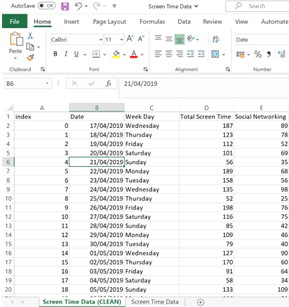 AutoSave Off Screen Time Data
File Home Insert Page Layout Formulas Data Review View Automate
Calibri 11 A A
Paste B I U
Date
Clipboard Font Alignment Number
B6 fx 21/04/2019
A B C D E
1 index Date Week Day Total Screen Time Social Networking
2 0 17/04/2019 Wednesday 187 89
3 1 18/04/2019 Thursday 123 78
4 2 19/04/2019 Friday 112 52
5 3 20/04/2019 Saturday 101 69
6 4 21/04/2019 Sunday 56 35
7 5 22/04/2019 Monday 189 68
8 6 23/04/2019 Tuesday 158 56
9 7 24/04/2019 Wednesday 135 98
10 8 25/04/2019 Thursday 52 25
11 9 26/04/2019 Friday 198 76
12 10 27/04/2019 Saturday 116 75
13 11 28/04/2019 Sunday 85 42
14 12 29/04/2019 Monday 109 46
15 13 30/04/2019 Tuesday 79 40
16 14 01/05/2019 Wednesday 127 90
17 15 02/05/2019 Thursday 170 60
18 16 03/05/2019 Friday 91 64
19 17 04/05/2019 Saturday 58 34
20 18 05/05/2019 Sunday 133 109
Screen Time Data (CLEAN) Screen Time Data